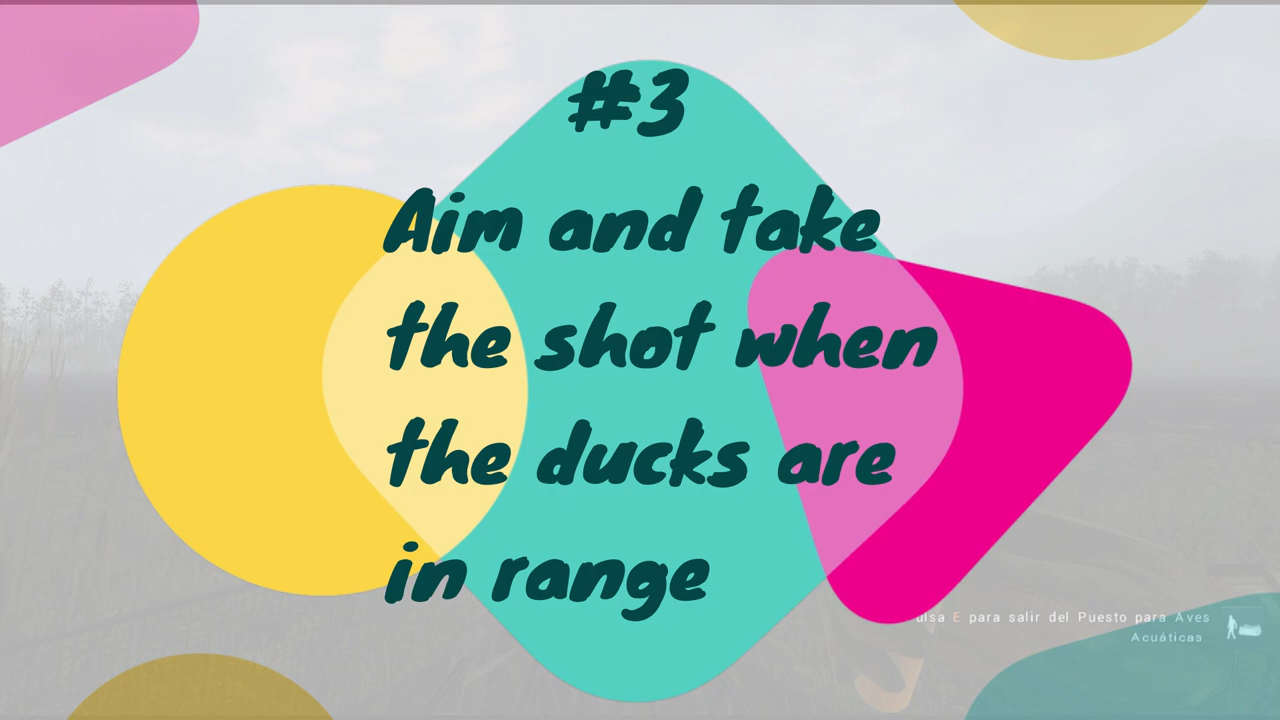 #3
Aim and take
the shot when
the ducks are
in range
ulsa E para salir del Puesto para Aves
Acuáticas